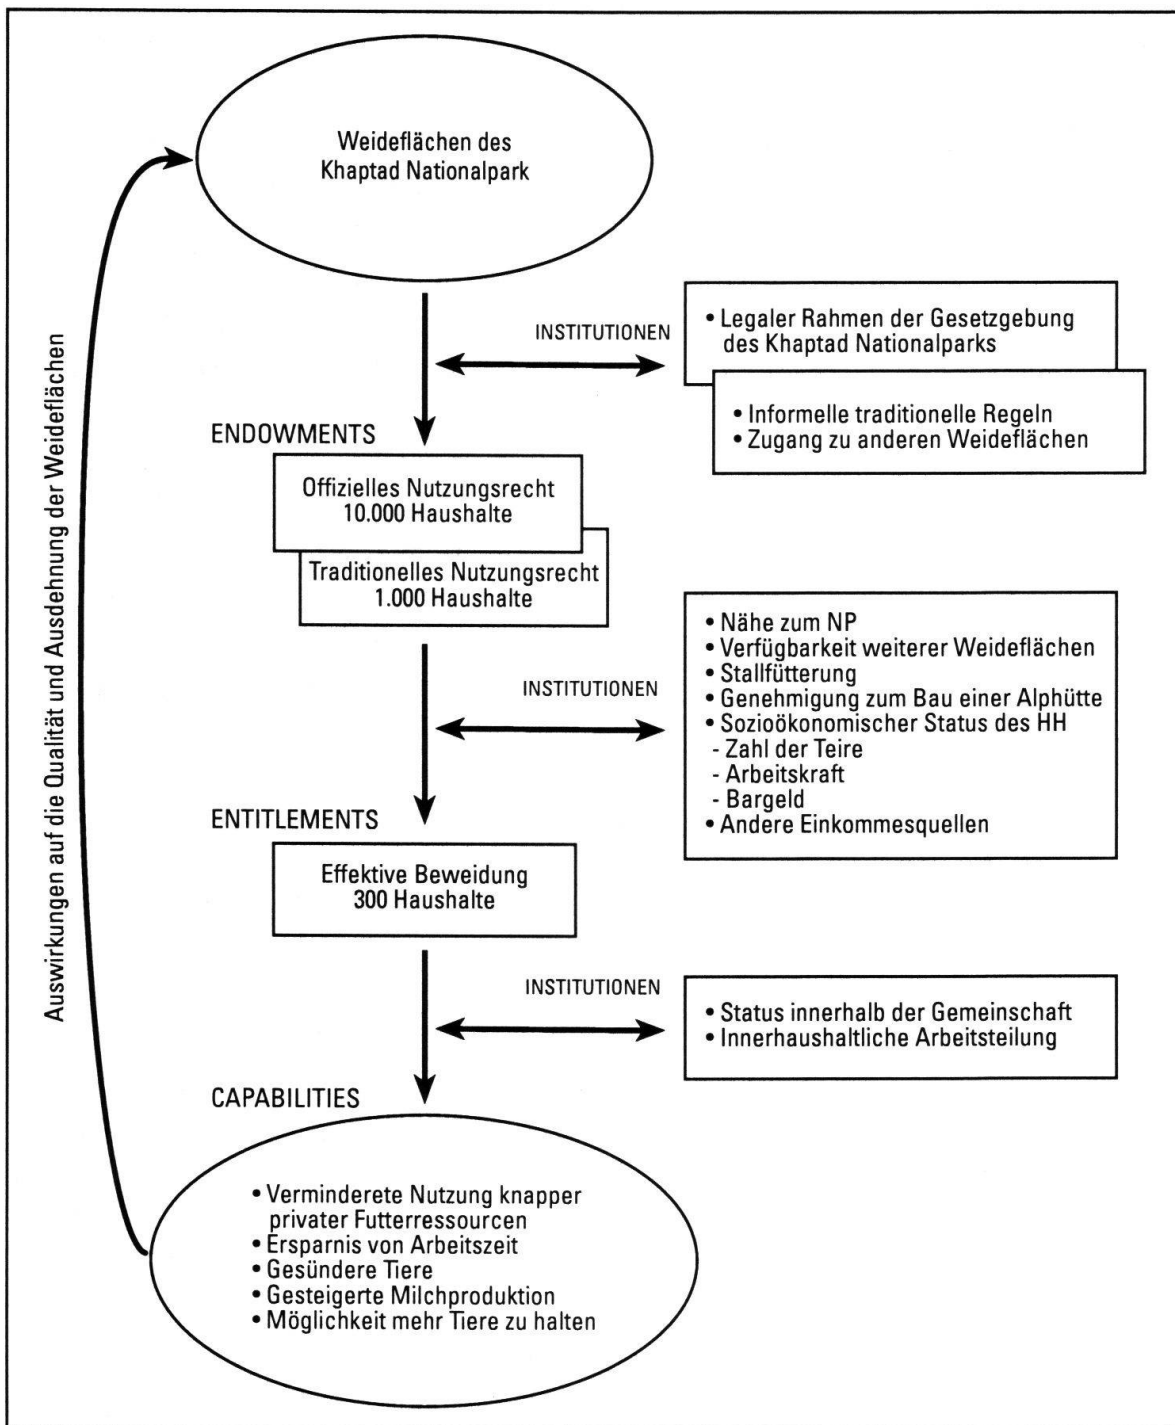 Weideflächen des
Khaptad Nationalpark
INSTITUTIONEN
• Legaler Rahmen der Gesetzgebung
des Khaptad Nationalparks
• Informelle traditionelle Regeln
• Zugang zu anderen Weideflächen
ENDOWMENTS
Offizielles Nutzungsrecht
10.000 Haushalte
Traditionelles Nutzungsrecht
1.000 Haushalte
INSTITUTIONEN
• Nähe zum NP
• Verfügbarkeit weiterer Weideflächen
• Stallfütterung
• Genehmigung zum Bau einer Alphütte
• Sozioökonomischer Status des HH
- Zahl der Teire
- Arbeitskraft
- Bargeld
• Andere Einkommesquellen
ENTITLEMENTS
Effektive Beweidung
300 Haushalte
INSTITUTIONEN
• Status innerhalb der Gemeinschaft
• Innerhaushaltliche Arbeitsteilung
CAPABILITIES
• Verminderete Nutzung knapper
privater Futterressourcen
• Ersparnis von Arbeitszeit
• Gesündere Tiere
• Gesteigerte Milchproduktion
• Möglichkeit mehr Tiere zu halten
Auswirkungen auf die Qualität und Ausdehnung der Weideflächen